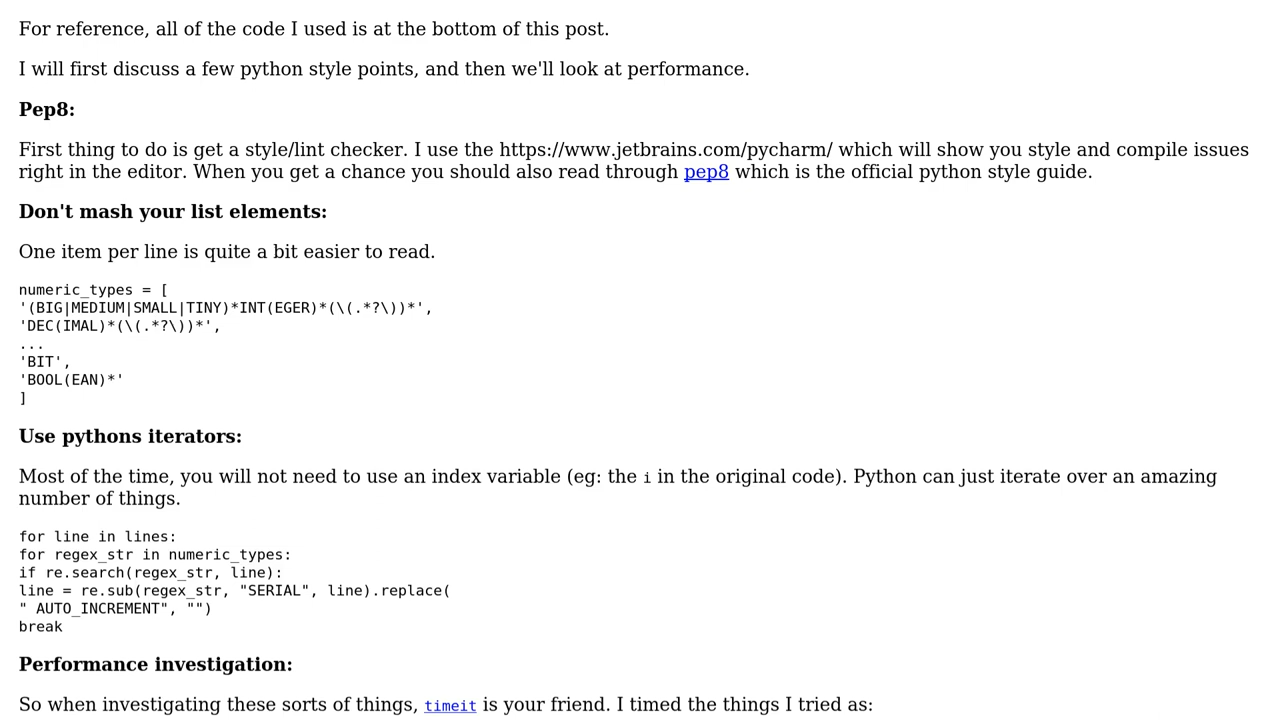 For reference, all of the code I used is at the bottom of this post.
I will first discuss a few python style points, and then we'll look at performance.
Pep8:
First thing to do is get a style/lint checker. I use the https://www.jetbrains.com/pycharm/ which will show you style and compile issues
right in the editor. When you get a chance you should also read through pep8 which is the official python style guide.
Don't mash your list elements:
One item per line is quite a bit easier to read.
numeric_types = [
'(BIG|MEDIUM|SMALL|TINY)*INT(EGER)*(\(.*?\))*',
'DEC(IMAL)*(\(.*?\))*',
...
'BIT',
'BOOL(EAN)*'
]
Use pythons iterators:
Most of the time, you will not need to use an index variable (eg: the i in the original code). Python can just iterate over an amazing
number of things.
for line in lines:
for regex_str in numeric_types:
if re.search(regex_str, line):
line = re.sub(regex_str, "SERIAL", line).replace(
" AUTO_INCREMENT", "")
break
Performance investigation:
So when investigating these sorts of things, timeit is your friend. I timed the things I tried as: